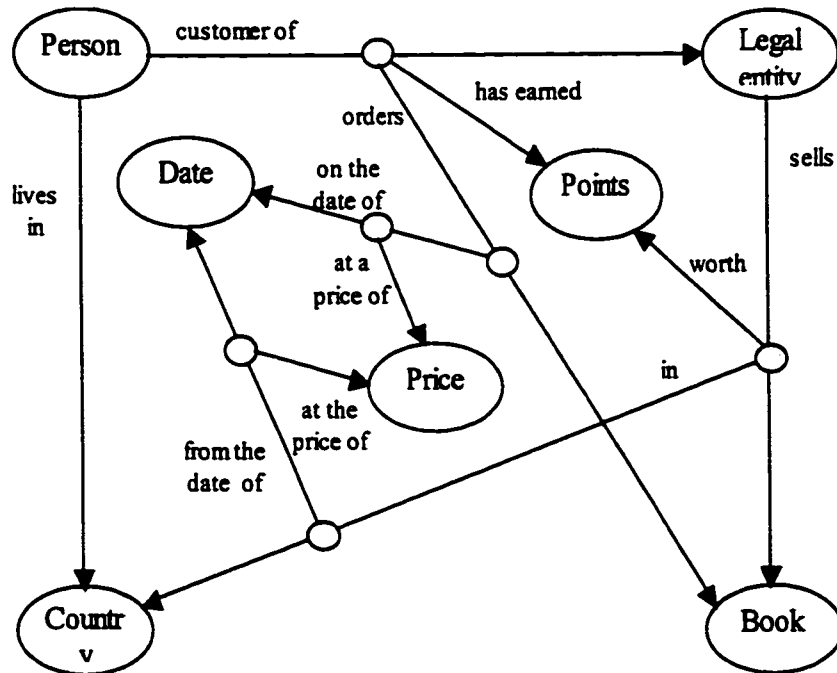 Person
customer of
Legal
entity
has earned
orders
sells
Date
on the
date of
Points
lives
in
at a
price of
worth
Price
in
at the
price of
from the
date of
Countr
y
Book